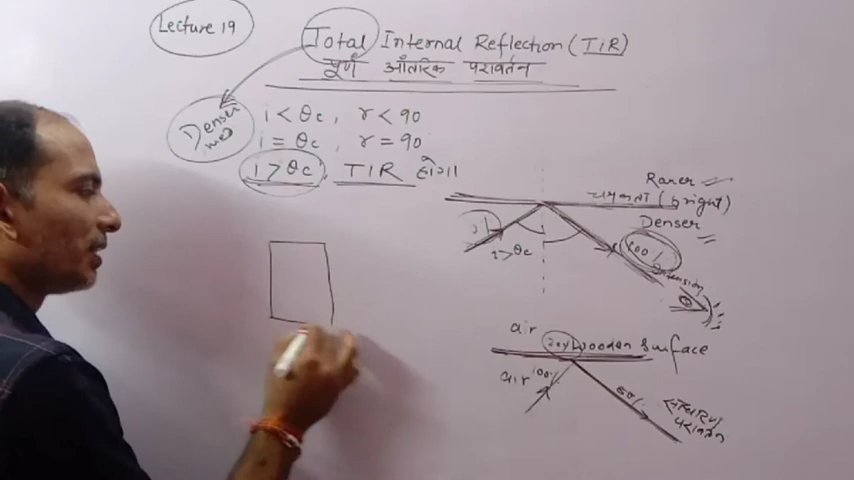 Lecture 19
Total Internal Reflection (TIR)
पूर्ण आंतरिक परावर्तन
Denser
i < θc, r < 90
i = θc, r = 90
i > θc, TIR होगा
Rarer
चमकता (bright)
Denser
i > θc
100%
air
20% wooden surface
air 100%
परावर्तन